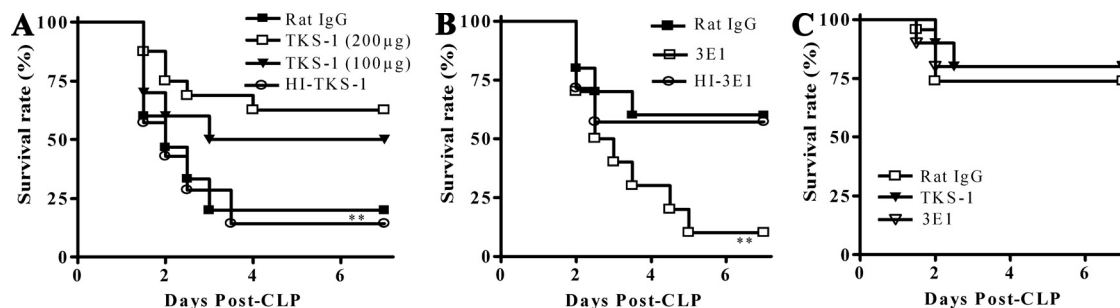 A
100
75
50
25
0
Survival rate (%)
Rat IgG
TKS-1 (200µg)
TKS-1 (100µg)
HI-TKS-1
**
2
4
6
Days Post-CLP
B
100
75
50
25
0
Survival rate (%)
Rat IgG
3E1
HI-3E1
**
2
4
6
Days Post-CLP
C
100
75
50
25
0
Survival rate (%)
Rat IgG
TKS-1
3E1
2
4
6
Days Post-CLP